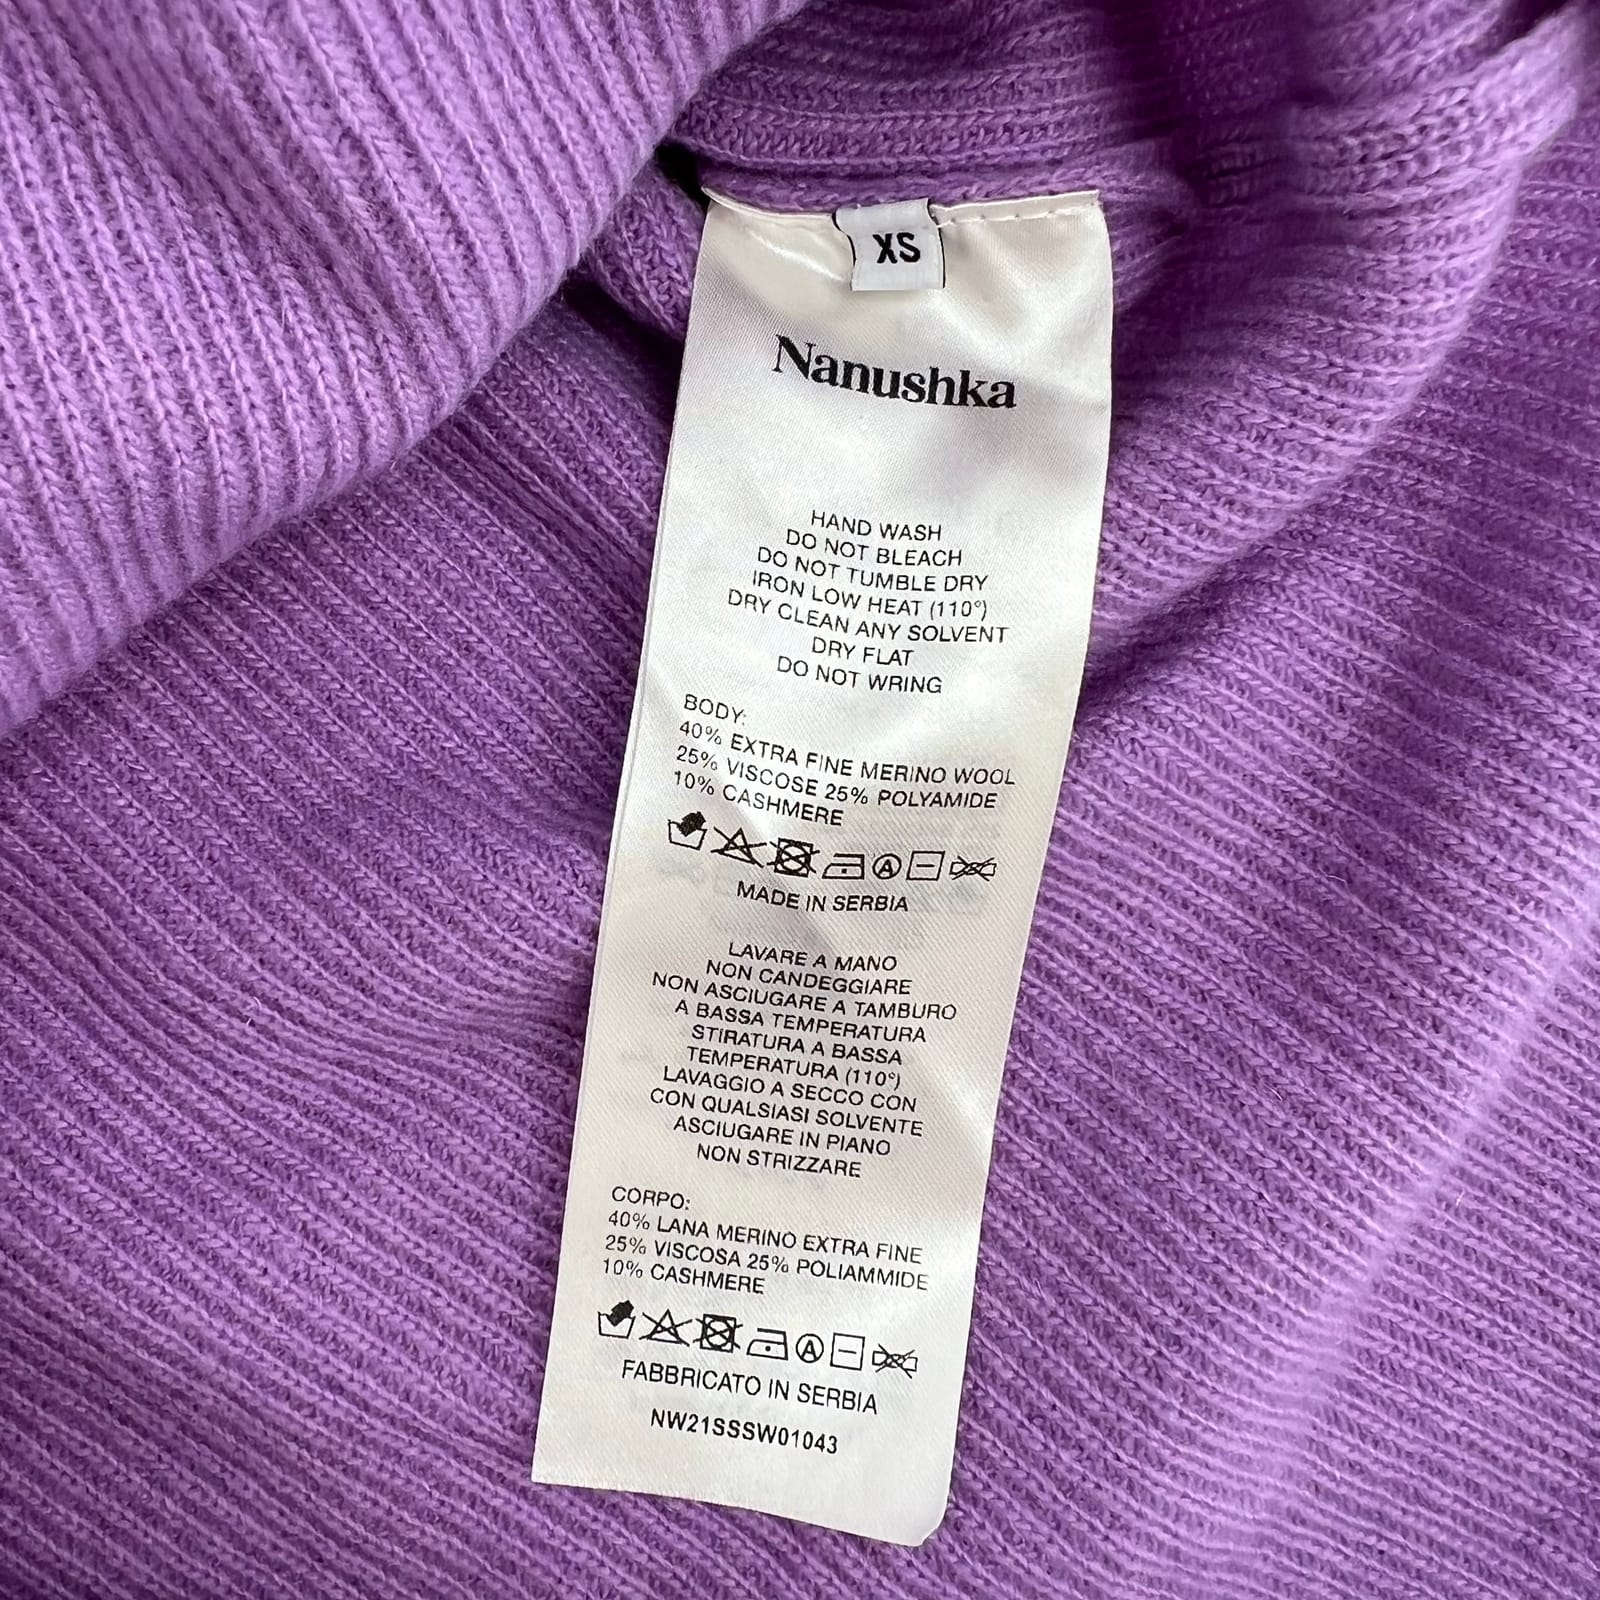 XS
Nanushka
HAND WASH
DO NOT BLEACH
DO NOT TUMBLE DRY
IRON LOW HEAT (110°)
DRY CLEAN ANY SOLVENT
DRY FLAT
DO NOT WRING
BODY:
40% EXTRA FINE MERINO WOOL
25% VISCOSE 25% POLYAMIDE
10% CASHMERE
A
MADE IN SERBIA
LAVARE A MANO
NON CANDEGGIARE
NON ASCIUGARE A TAMBURO
A BASSA TEMPERATURA
STIRATURA A BASSA
TEMPERATURA (110°)
LAVAGGIO A SECCO CON
CON QUALSIASI SOLVENTE
ASCIUGARE IN PIANO
NON STRIZZARE
CORPO:
40% LANA MERINO EXTRA FINE
25% VISCOSA 25% POLIAMMIDE
10% CASHMERE
A
FABBRICATO IN SERBIA
NW21SSSW01043